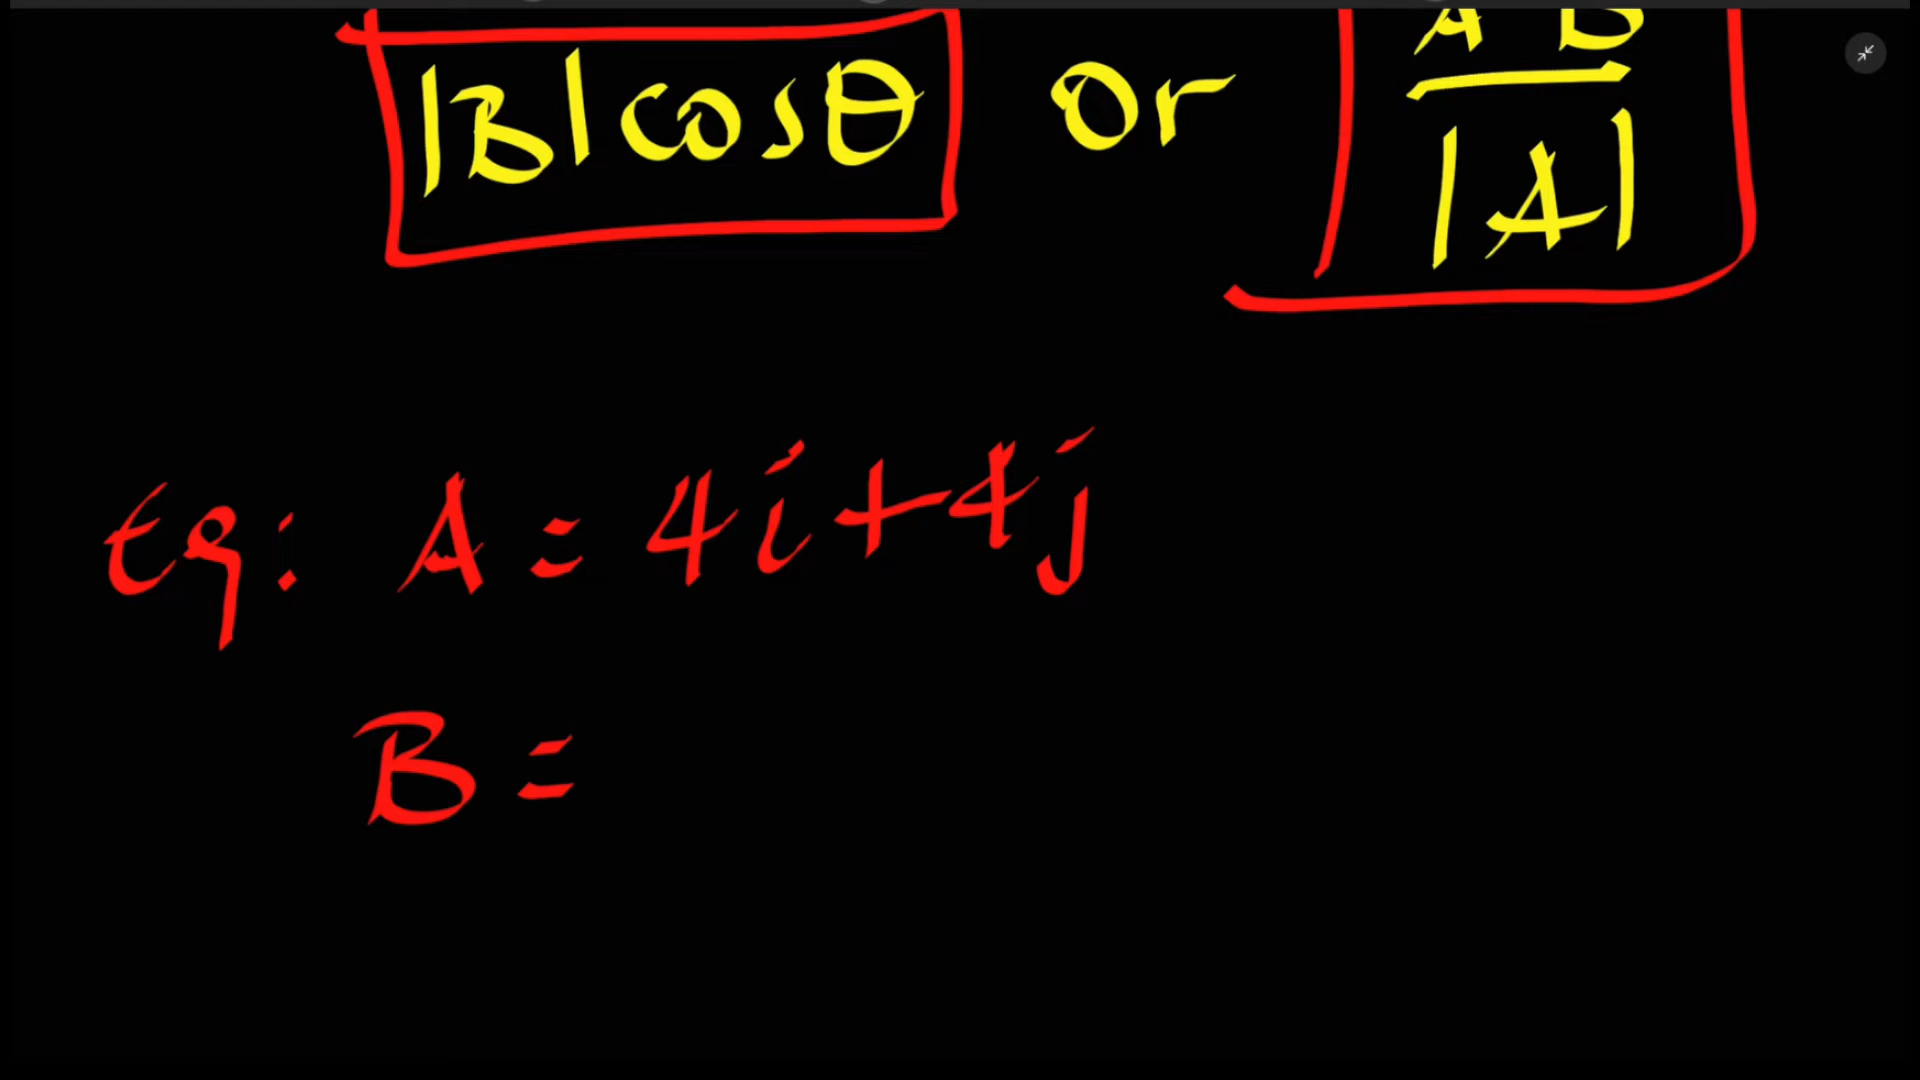 |B|cosθ or A B / |A|
Eg: A = 4i+4j
B =